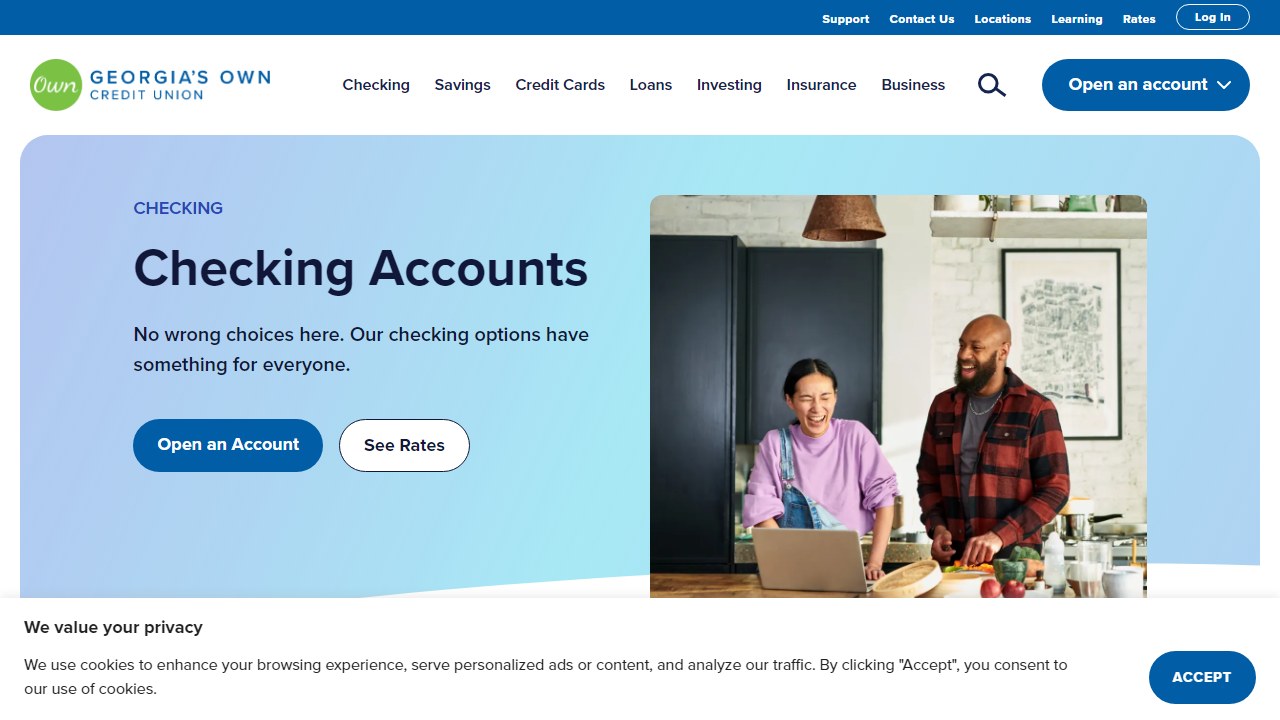 Support Contact Us Locations Learning Rates Log In
Own GEORGIA'S OWN
CREDIT UNION
Checking Savings Credit Cards Loans Investing Insurance Business
Open an account
CHECKING
Checking Accounts
No wrong choices here. Our checking options have
something for everyone.
Open an Account See Rates
We value your privacy
We use cookies to enhance your browsing experience, serve personalized ads or content, and analyze our traffic. By clicking "Accept", you consent to
our use of cookies.
ACCEPT